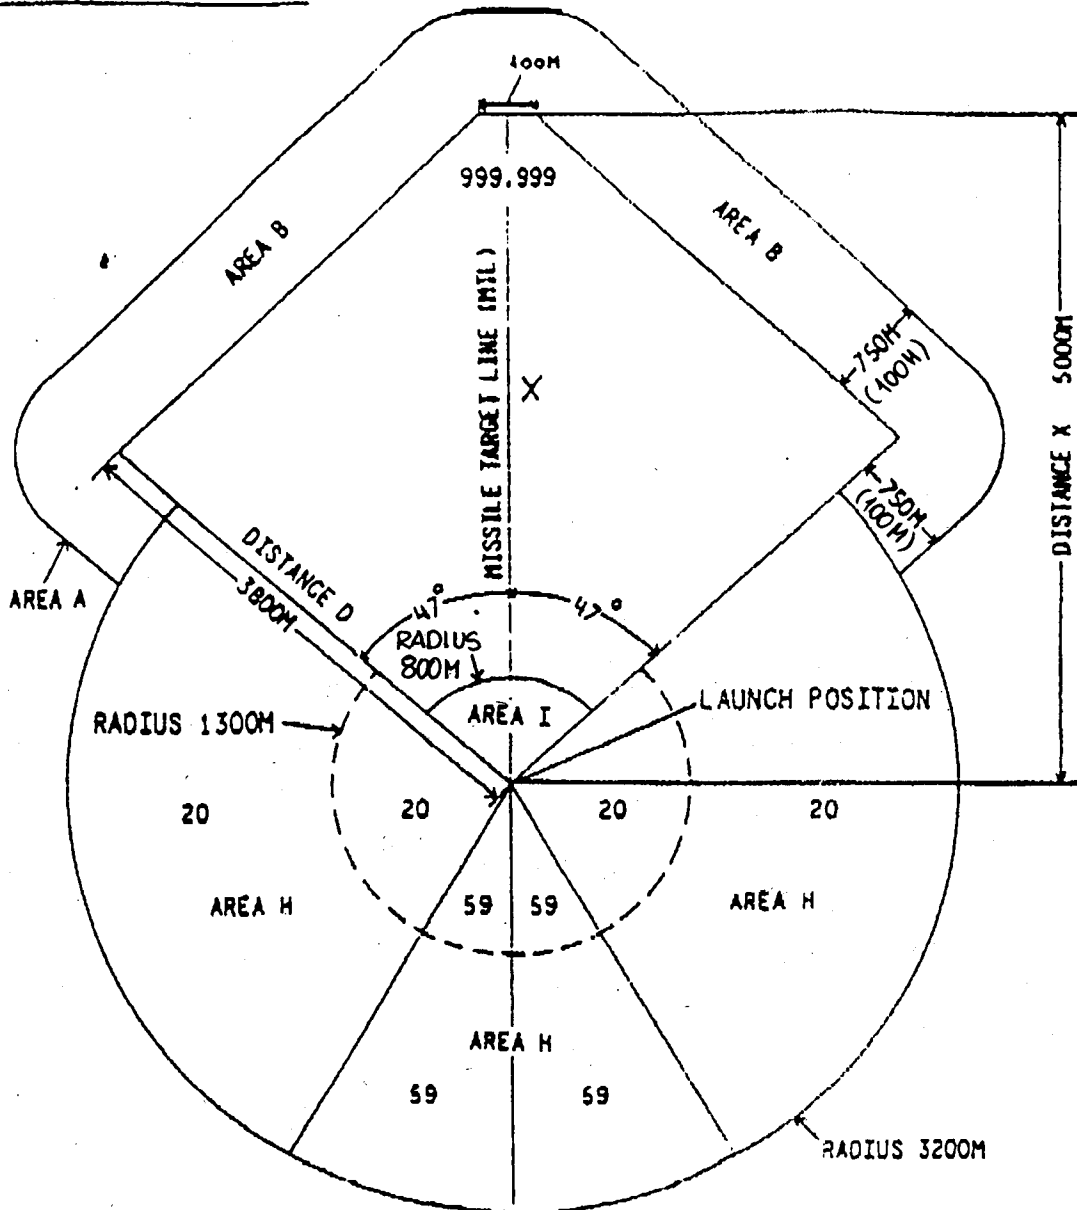 100M
999.999
AREA B
AREA B
MISSILE TARGET LINE (MTL)
X
750M
(100M)
DISTANCE X 5000M
750M
(100M)
AREA A
DISTANCE D
3800M
47°
47°
RADIUS
800M
AREA I
LAUNCH POSITION
RADIUS 1300M
20
20
20
20
AREA H
59
59
AREA H
AREA H
59
59
RADIUS 3200M